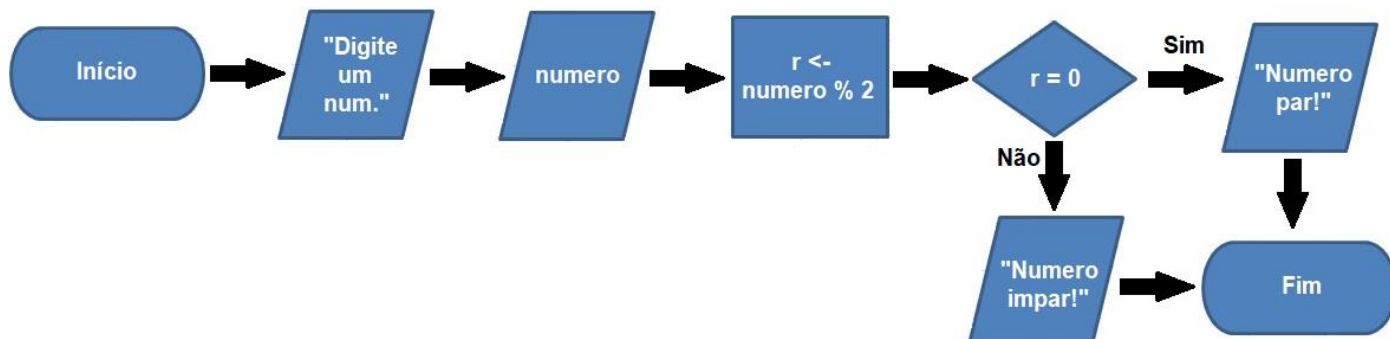 Início
"Digite
um
num."
numero
r <-
numero % 2
r = 0
Sim
"Numero
par!"
Não
"Numero
impar!"
Fim